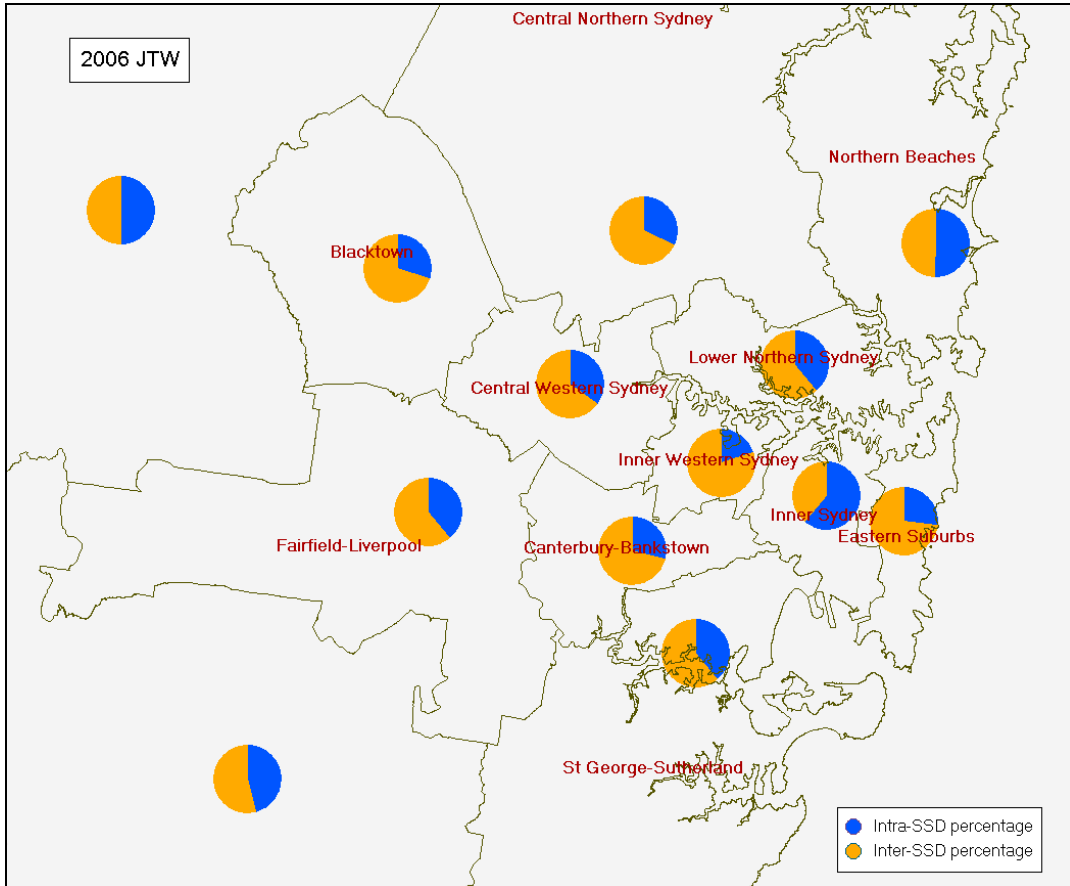 Central Northern Sydney
2006 JTW
Northern Beaches
Blacktown
Lower Northern Sydney
Central Western Sydney
Inner Western Sydney
Inner Sydney
Eastern Suburbs
Fairfield-Liverpool
Canterbury-Bankstown
St George-Sutherland
Intra-SSD percentage
Inter-SSD percentage